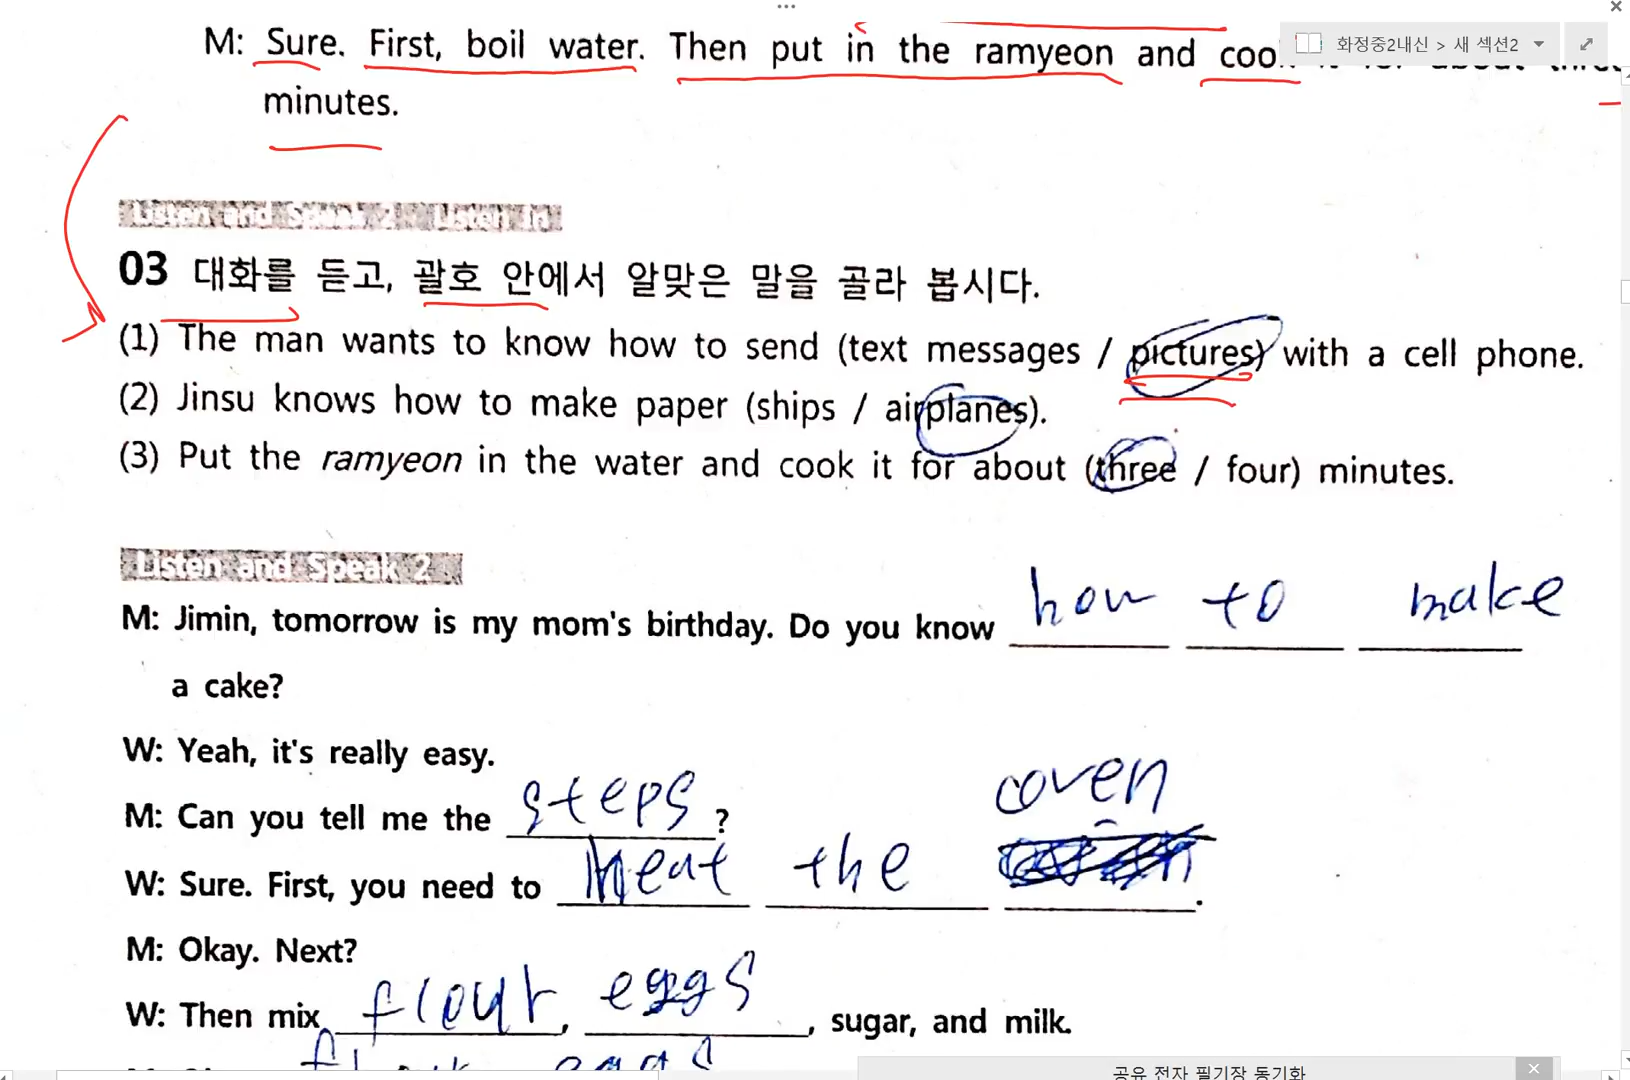 M: Sure. First, boil water. Then put in the ramyeon and
화정중2내신 > 새 섹션2
minutes.
Listen and Speak 2 Listen In
03 대화를 듣고, 괄호 안에서 알맞은 말을 골라 봅시다.
(1) The man wants to know how to send (text messages / pictures) with a cell phone.
(2) Jinsu knows how to make paper (ships / airplanes).
(3) Put the ramyeon in the water and cook it for about (three / four) minutes.
Listen and Speak 2
M: Jimin, tomorrow is my mom's birthday. Do you know how to make
a cake?
W: Yeah, it's really easy.
M: Can you tell me the steps ?
W: Sure. First, you need to heat the coven .
M: Okay. Next?
W: Then mix flour , eggs , sugar, and milk.
공유 전자 필기장 동기화